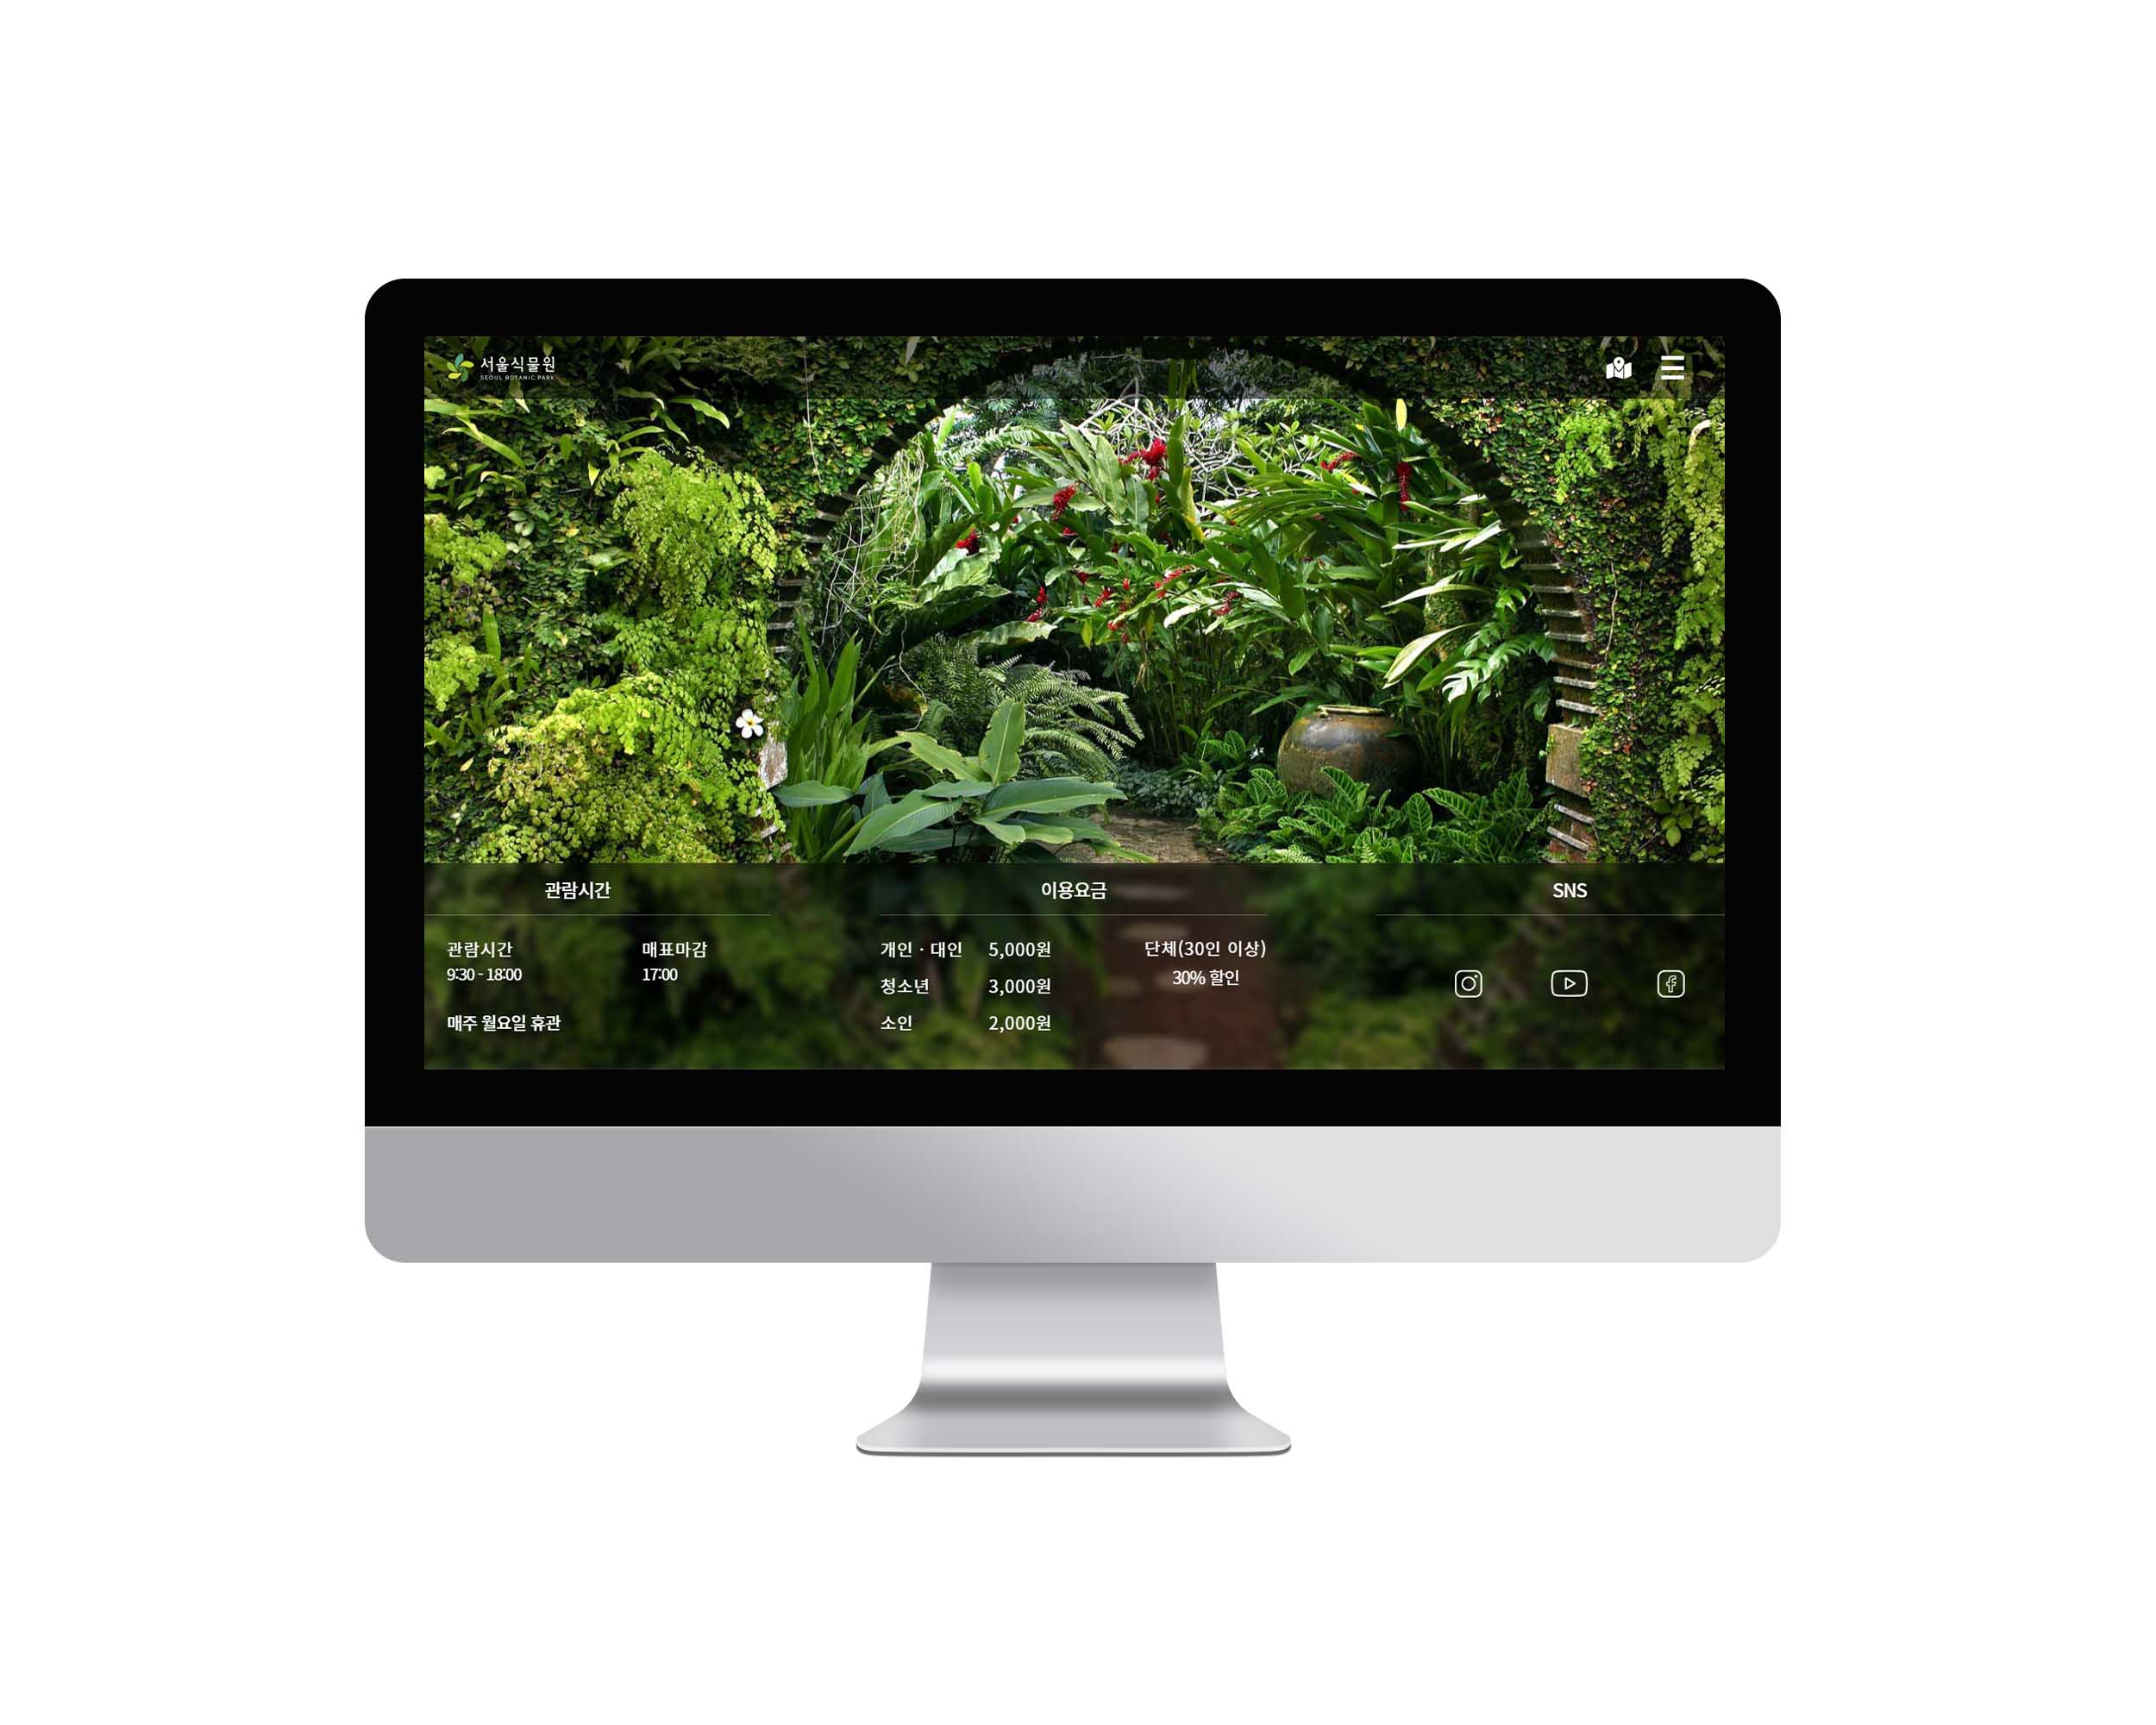 서울식물원
SEOUL BOTANIC PARK
관람시간
관람시간
9:30 - 18:00
매표마감
17:00
매주 월요일 휴관
이용요금
개인 · 대인 5,000원
청소년 3,000원
소인 2,000원
단체(30인 이상)
30% 할인
SNS